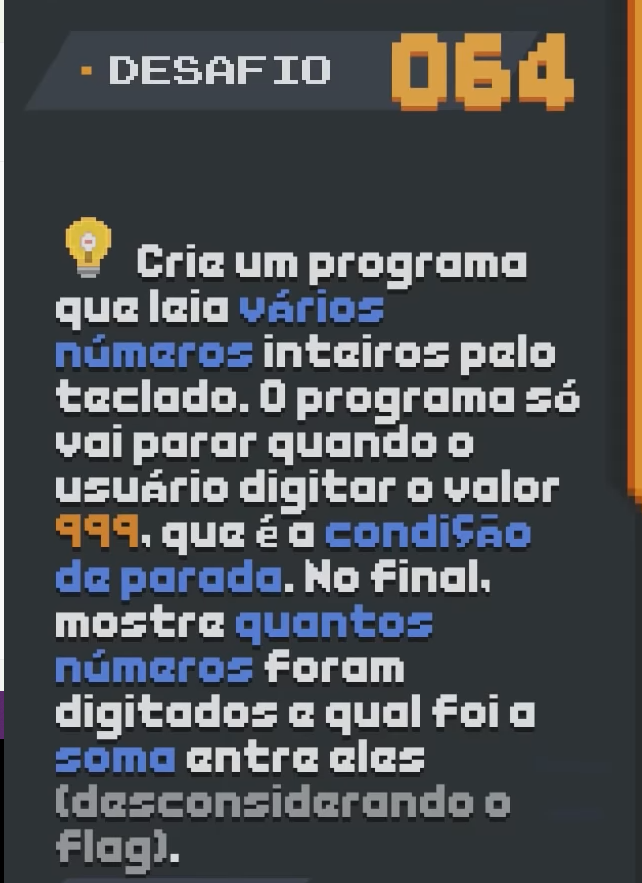 DESAFIO 064
Crie um programa
que leia vários
números inteiros pelo
teclado. O programa só
vai parar quando o
usuário digitar o valor
999, que é a condição
de parada. No final,
mostre quantos
números foram
digitados e qual foi a
soma entre eles
(desconsiderando o
flag).